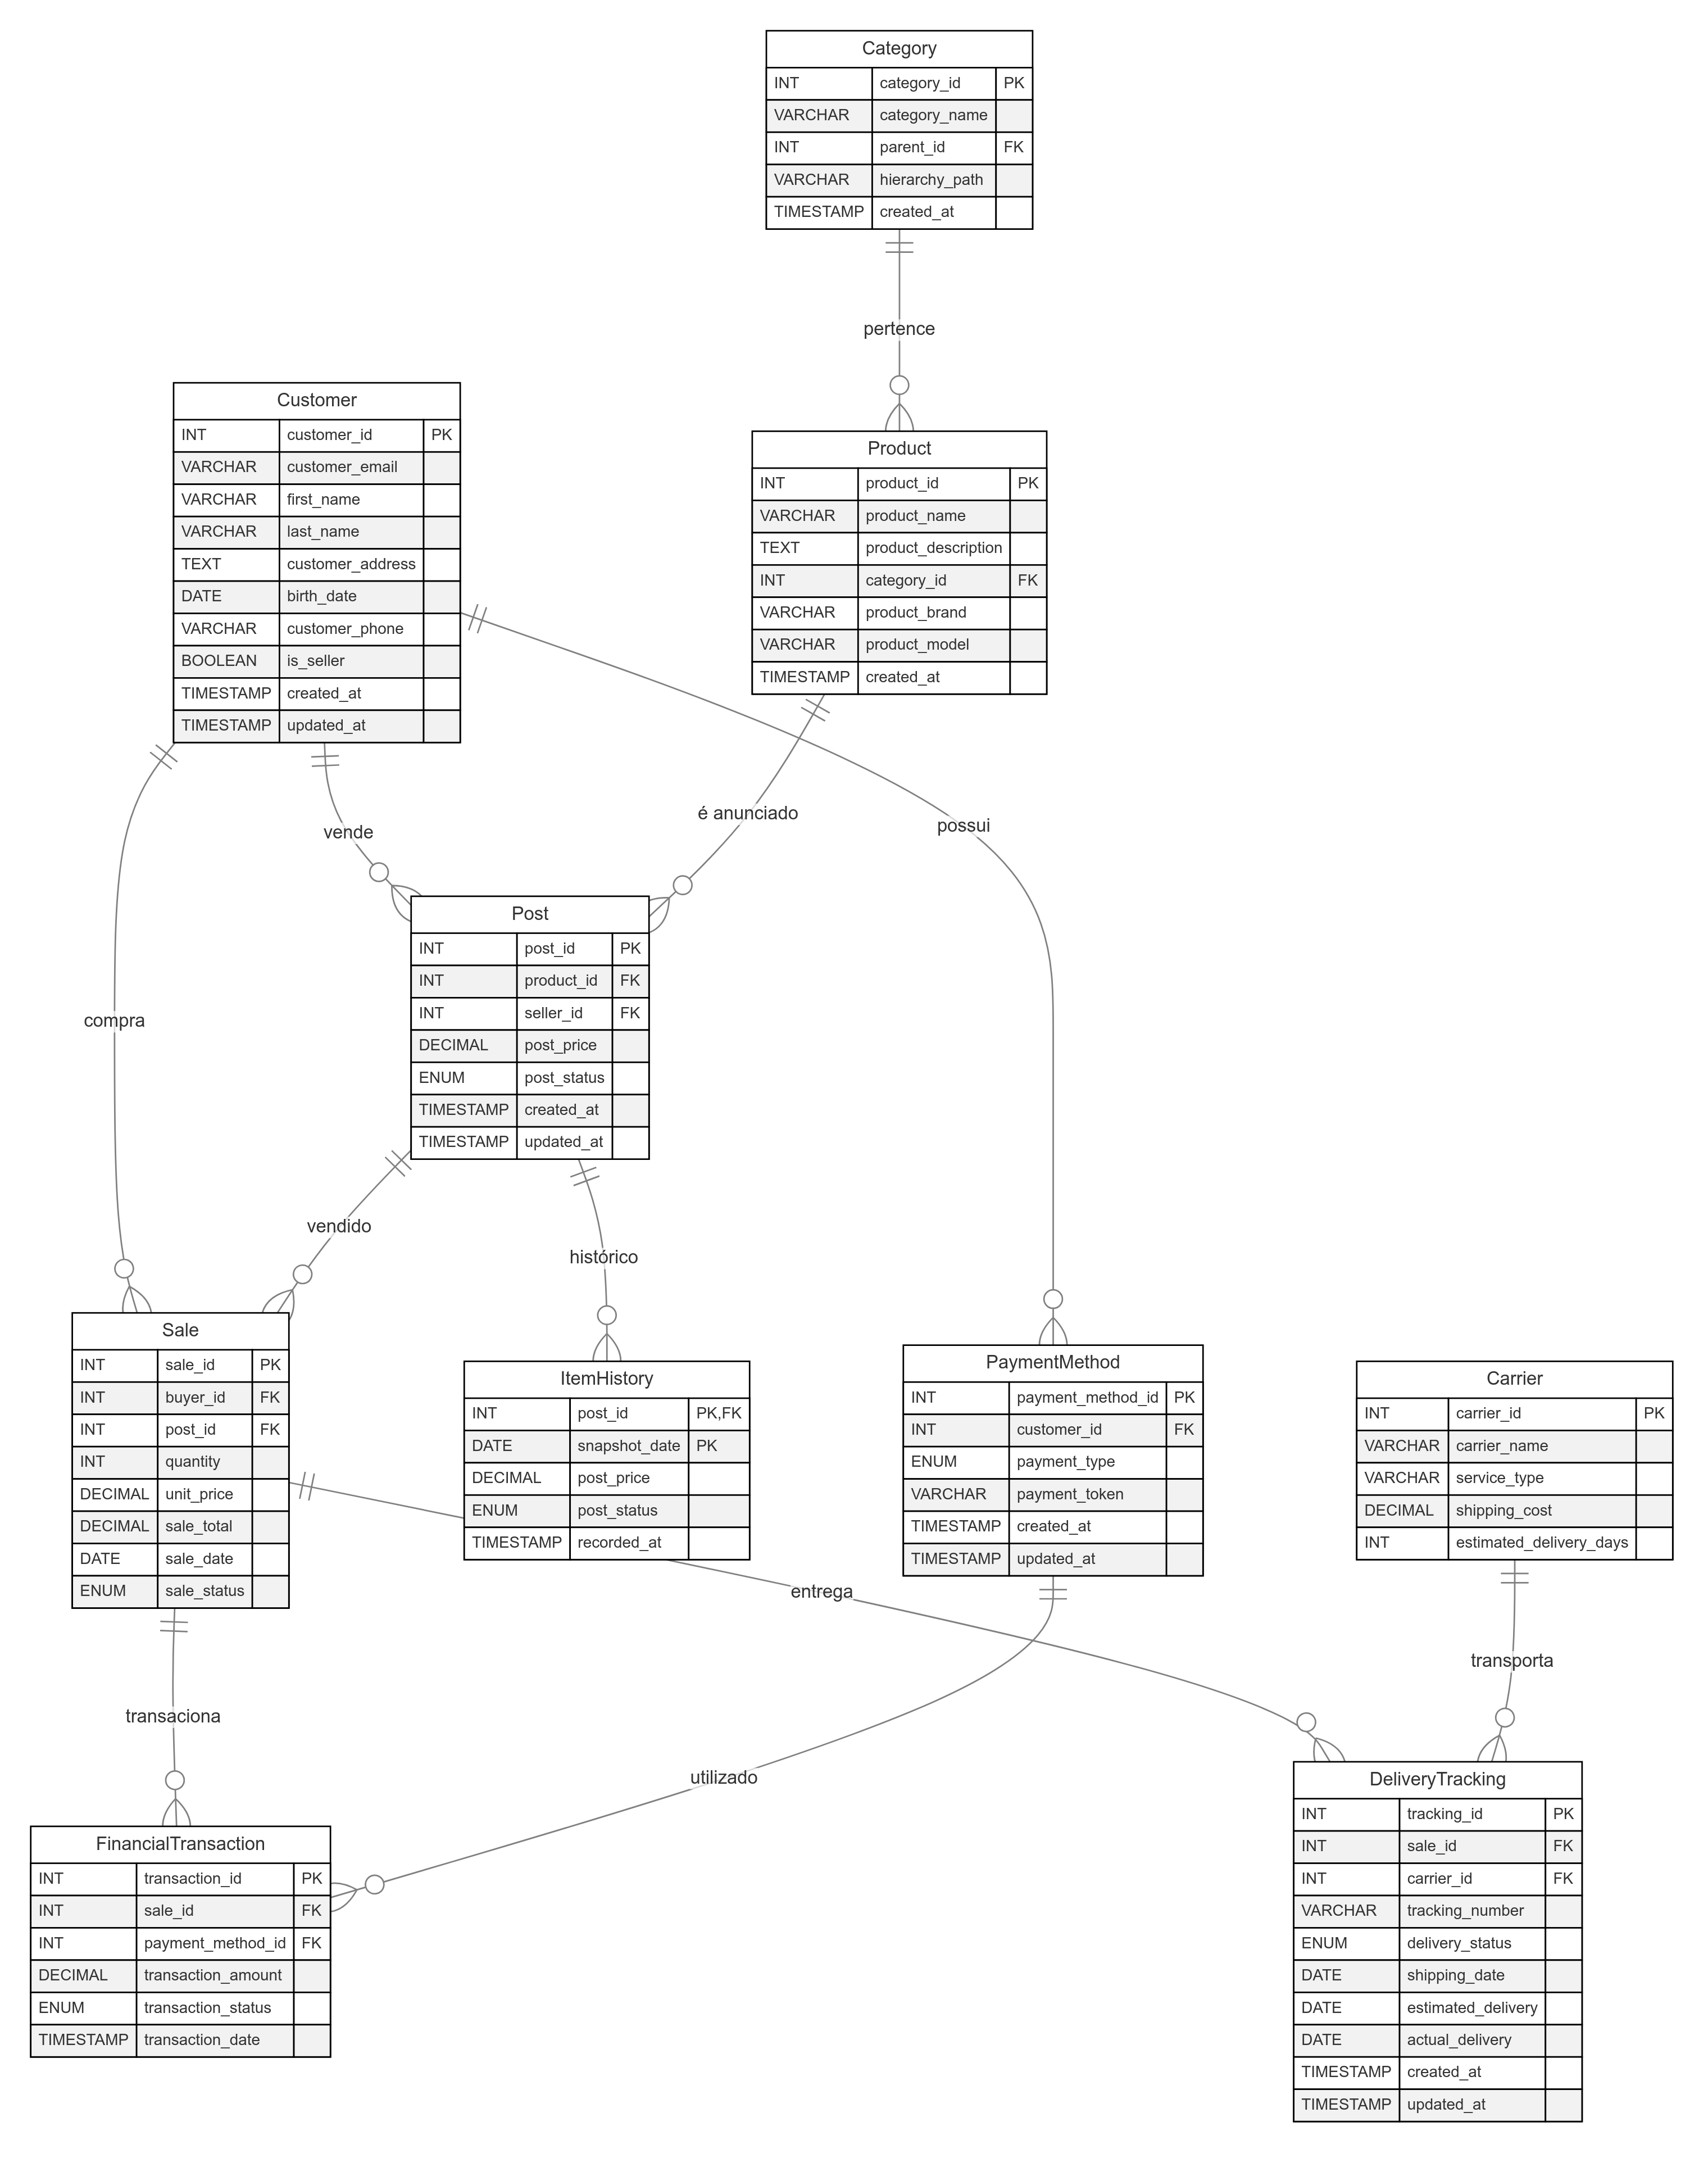 Category
INT category_id PK
VARCHAR category_name
INT parent_id FK
VARCHAR hierarchy_path
TIMESTAMP created_at
pertence
Customer
INT customer_id PK
VARCHAR customer_email
VARCHAR first_name
VARCHAR last_name
TEXT customer_address
DATE birth_date
VARCHAR customer_phone
BOOLEAN is_seller
TIMESTAMP created_at
TIMESTAMP updated_at
Product
INT product_id PK
VARCHAR product_name
TEXT product_description
INT category_id FK
VARCHAR product_brand
VARCHAR product_model
TIMESTAMP created_at
vende
é anunciado
possui
Post
INT post_id PK
INT product_id FK
INT seller_id FK
DECIMAL post_price
ENUM post_status
TIMESTAMP created_at
TIMESTAMP updated_at
compra
vendido
histórico
Sale
INT sale_id PK
INT buyer_id FK
INT post_id FK
INT quantity
DECIMAL unit_price
DECIMAL sale_total
DATE sale_date
ENUM sale_status
ItemHistory
INT post_id PK,FK
DATE snapshot_date PK
DECIMAL post_price
ENUM post_status
TIMESTAMP recorded_at
PaymentMethod
INT payment_method_id PK
INT customer_id FK
ENUM payment_type
VARCHAR payment_token
TIMESTAMP created_at
TIMESTAMP updated_at
Carrier
INT carrier_id PK
VARCHAR carrier_name
VARCHAR service_type
DECIMAL shipping_cost
INT estimated_delivery_days
entrega
transporta
transaciona
utilizado
FinancialTransaction
INT transaction_id PK
INT sale_id FK
INT payment_method_id FK
DECIMAL transaction_amount
ENUM transaction_status
TIMESTAMP transaction_date
DeliveryTracking
INT tracking_id PK
INT sale_id FK
INT carrier_id FK
VARCHAR tracking_number
ENUM delivery_status
DATE shipping_date
DATE estimated_delivery
DATE actual_delivery
TIMESTAMP created_at
TIMESTAMP updated_at